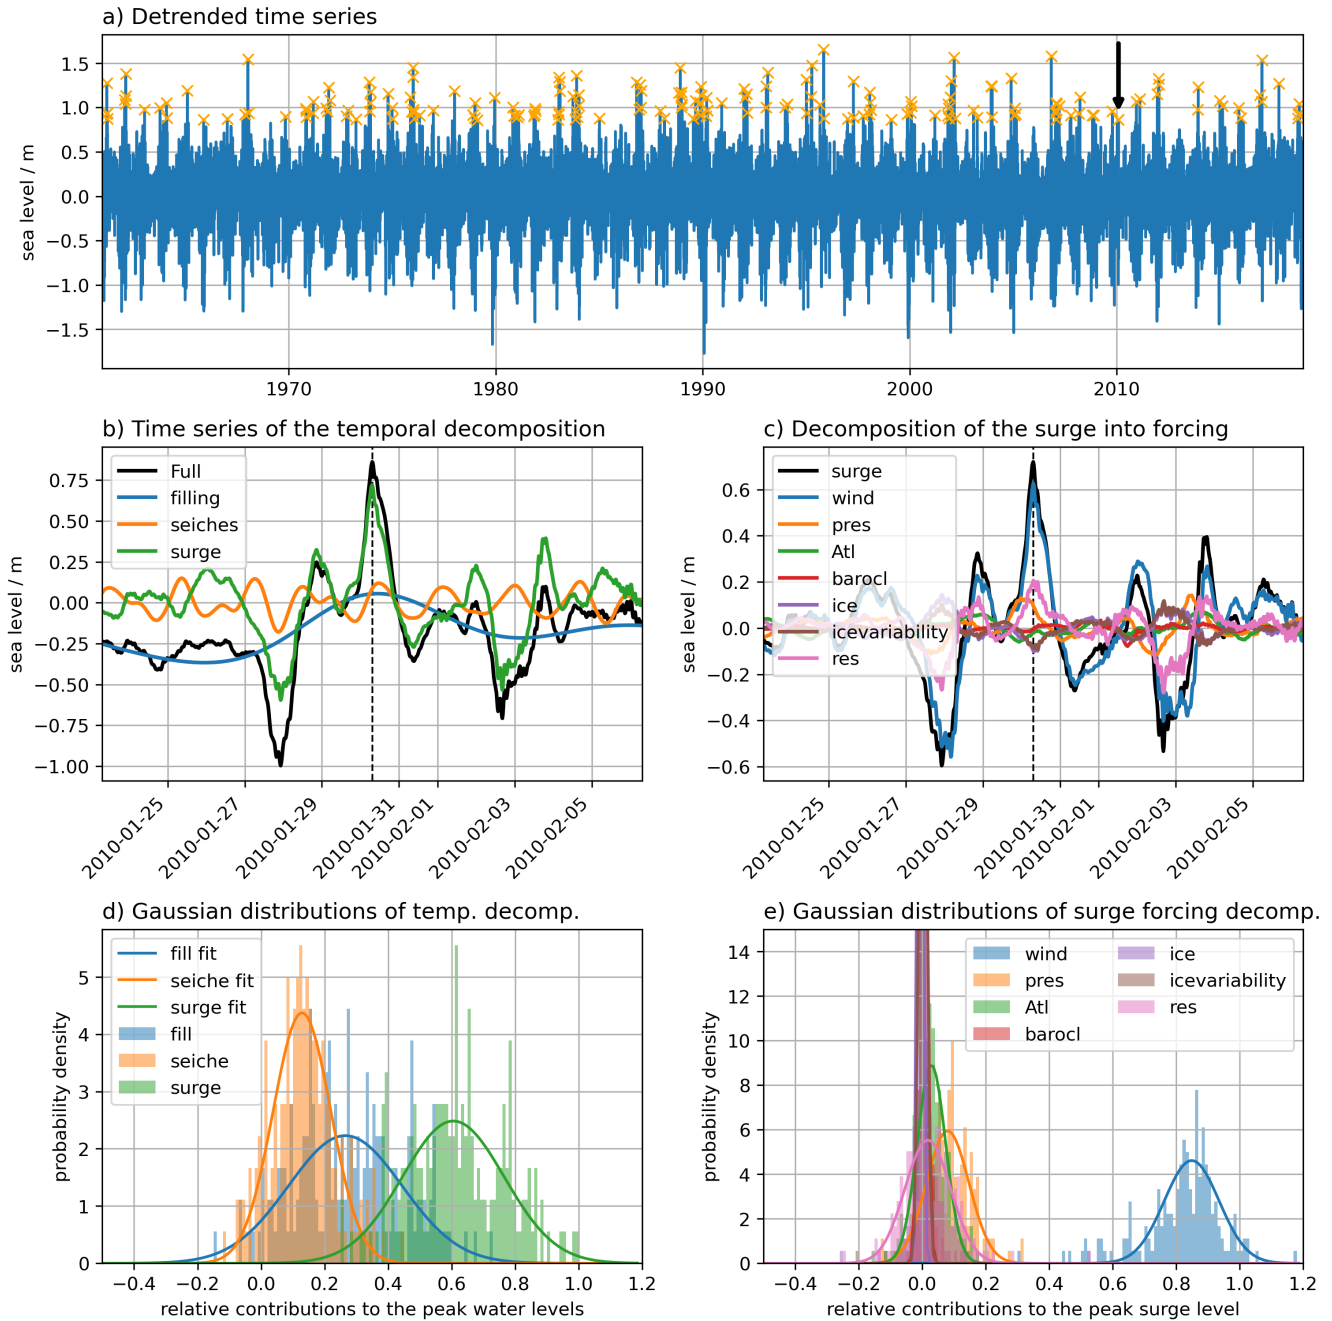 a) Detrended time series
sea level / m
1.5
1.0
0.5
0.0
−0.5
−1.0
−1.5
1970
1980
1990
2000
2010
b) Time series of the temporal decomposition
sea level / m
0.75
0.50
0.25
0.00
−0.25
−0.50
−0.75
−1.00
Full
filling
seiches
surge
2010-01-25
2010-01-27
2010-01-29
2010-01-31
2010-02-01
2010-02-03
2010-02-05
c) Decomposition of the surge into forcing
sea level / m
0.6
0.4
0.2
0.0
−0.2
−0.4
−0.6
surge
wind
pres
Atl
barocl
ice
icevariability
res
2010-01-25
2010-01-27
2010-01-29
2010-01-31
2010-02-01
2010-02-03
2010-02-05
d) Gaussian distributions of temp. decomp.
probability density
5
4
3
2
1
0
fill fit
seiche fit
surge fit
fill
seiche
surge
−0.4
−0.2
0.0
0.2
0.4
0.6
0.8
1.0
1.2
relative contributions to the peak water levels
e) Gaussian distributions of surge forcing decomp.
probability density
14
12
10
8
6
4
2
0
wind
pres
Atl
barocl
ice
icevariability
res
−0.4
−0.2
0.0
0.2
0.4
0.6
0.8
1.0
1.2
relative contributions to the peak surge level